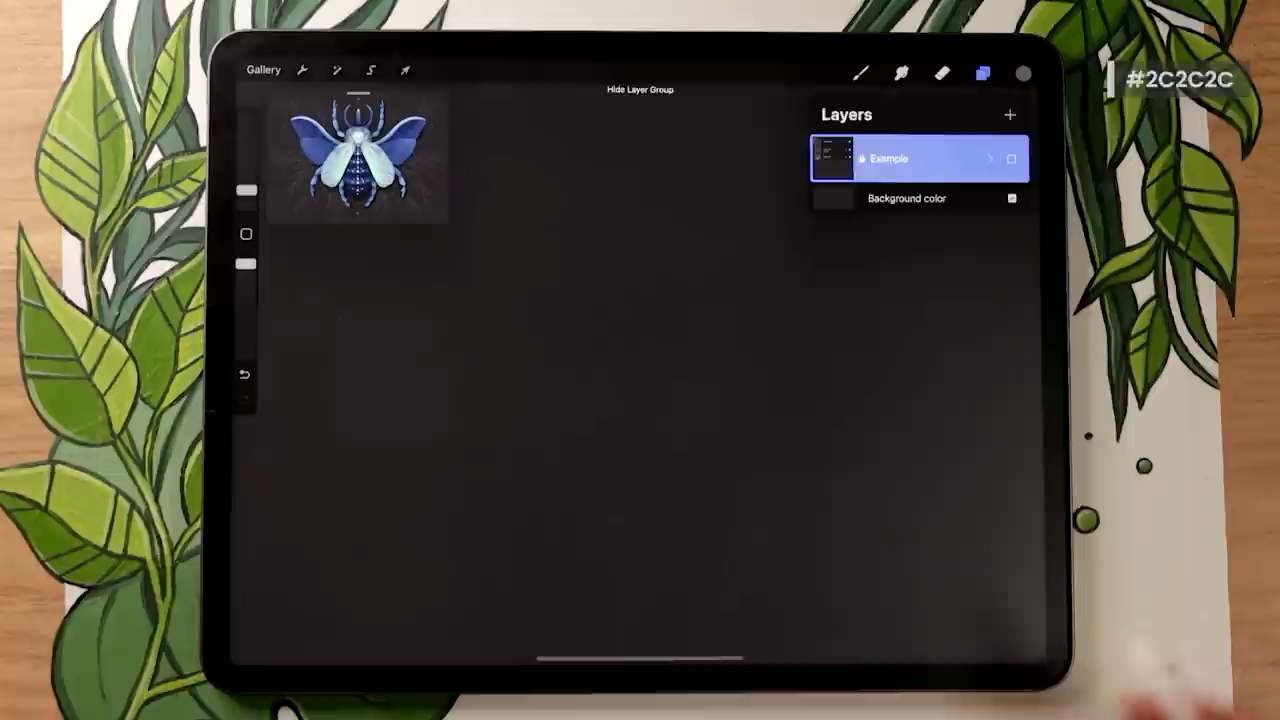 #2C2C2C
Gallery
Hide Layer Group
Layers
Example
Background color